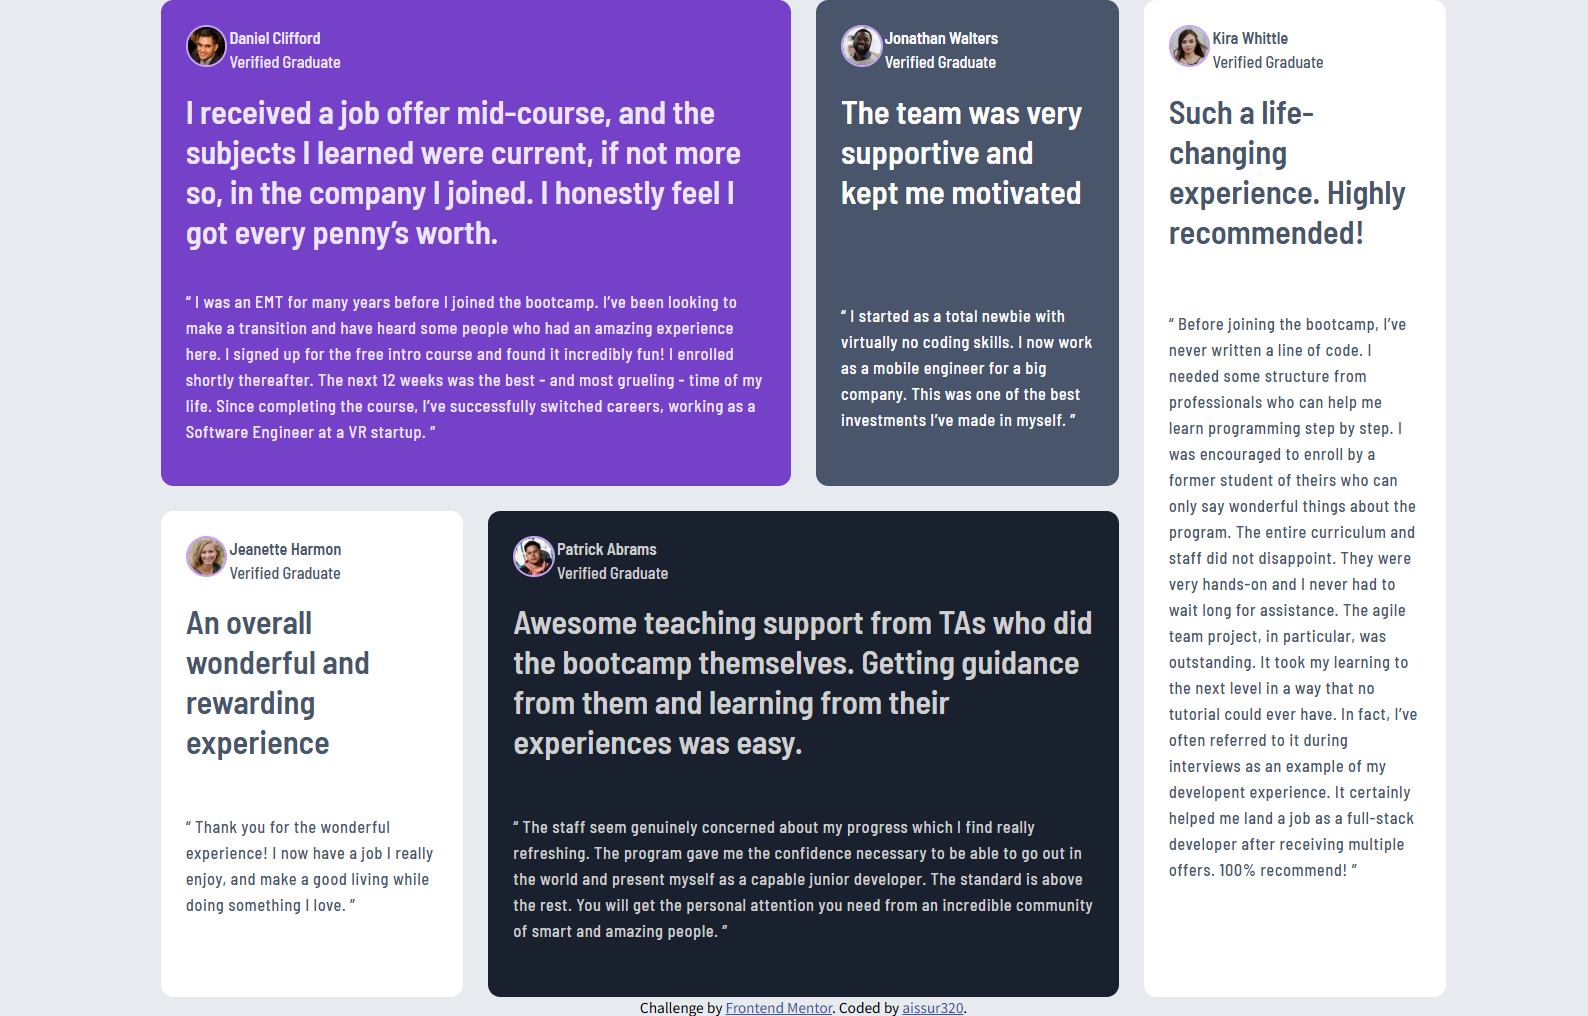 Daniel Clifford
Verified Graduate
I received a job offer mid-course, and the
subjects I learned were current, if not more
so, in the company I joined. I honestly feel I
got every penny’s worth.
“ I was an EMT for many years before I joined the bootcamp. I’ve been looking to
make a transition and have heard some people who had an amazing experience
here. I signed up for the free intro course and found it incredibly fun! I enrolled
shortly thereafter. The next 12 weeks was the best - and most grueling - time of my
life. Since completing the course, I’ve successfully switched careers, working as a
Software Engineer at a VR startup. ”
Jonathan Walters
Verified Graduate
The team was very
supportive and
kept me motivated
“ I started as a total newbie with
virtually no coding skills. I now work
as a mobile engineer for a big
company. This was one of the best
investments I’ve made in myself. ”
Kira Whittle
Verified Graduate
Such a life-
changing
experience. Highly
recommended!
“ Before joining the bootcamp, I’ve
never written a line of code. I
needed some structure from
professionals who can help me
learn programming step by step. I
was encouraged to enroll by a
former student of theirs who can
only say wonderful things about the
program. The entire curriculum and
staff did not disappoint. They were
very hands-on and I never had to
wait long for assistance. The agile
team project, in particular, was
outstanding. It took my learning to
the next level in a way that no
tutorial could ever have. In fact, I’ve
often referred to it during
interviews as an example of my
developent experience. It certainly
helped me land a job as a full-stack
developer after receiving multiple
offers. 100% recommend! ”
Jeanette Harmon
Verified Graduate
An overall
wonderful and
rewarding
experience
“ Thank you for the wonderful
experience! I now have a job I really
enjoy, and make a good living while
doing something I love. ”
Patrick Abrams
Verified Graduate
Awesome teaching support from TAs who did
the bootcamp themselves. Getting guidance
from them and learning from their
experiences was easy.
“ The staff seem genuinely concerned about my progress which I find really
refreshing. The program gave me the confidence necessary to be able to go out in
the world and present myself as a capable junior developer. The standard is above
the rest. You will get the personal attention you need from an incredible community
of smart and amazing people. ”
Challenge by Frontend Mentor. Coded by aissur320.